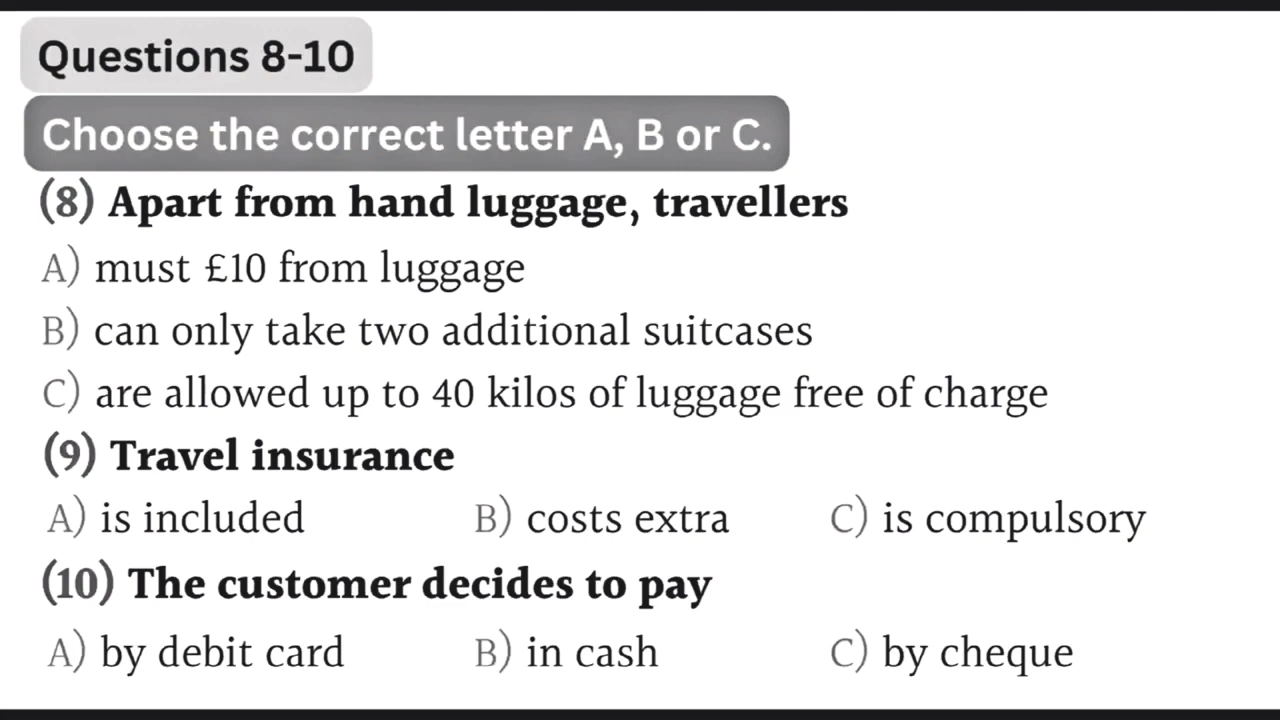 Questions 8-10
Choose the correct letter A, B or C.
(8) Apart from hand luggage, travellers
A) must £10 from luggage
B) can only take two additional suitcases
C) are allowed up to 40 kilos of luggage free of charge
(9) Travel insurance
A) is included B) costs extra C) is compulsory
(10) The customer decides to pay
A) by debit card B) in cash C) by cheque